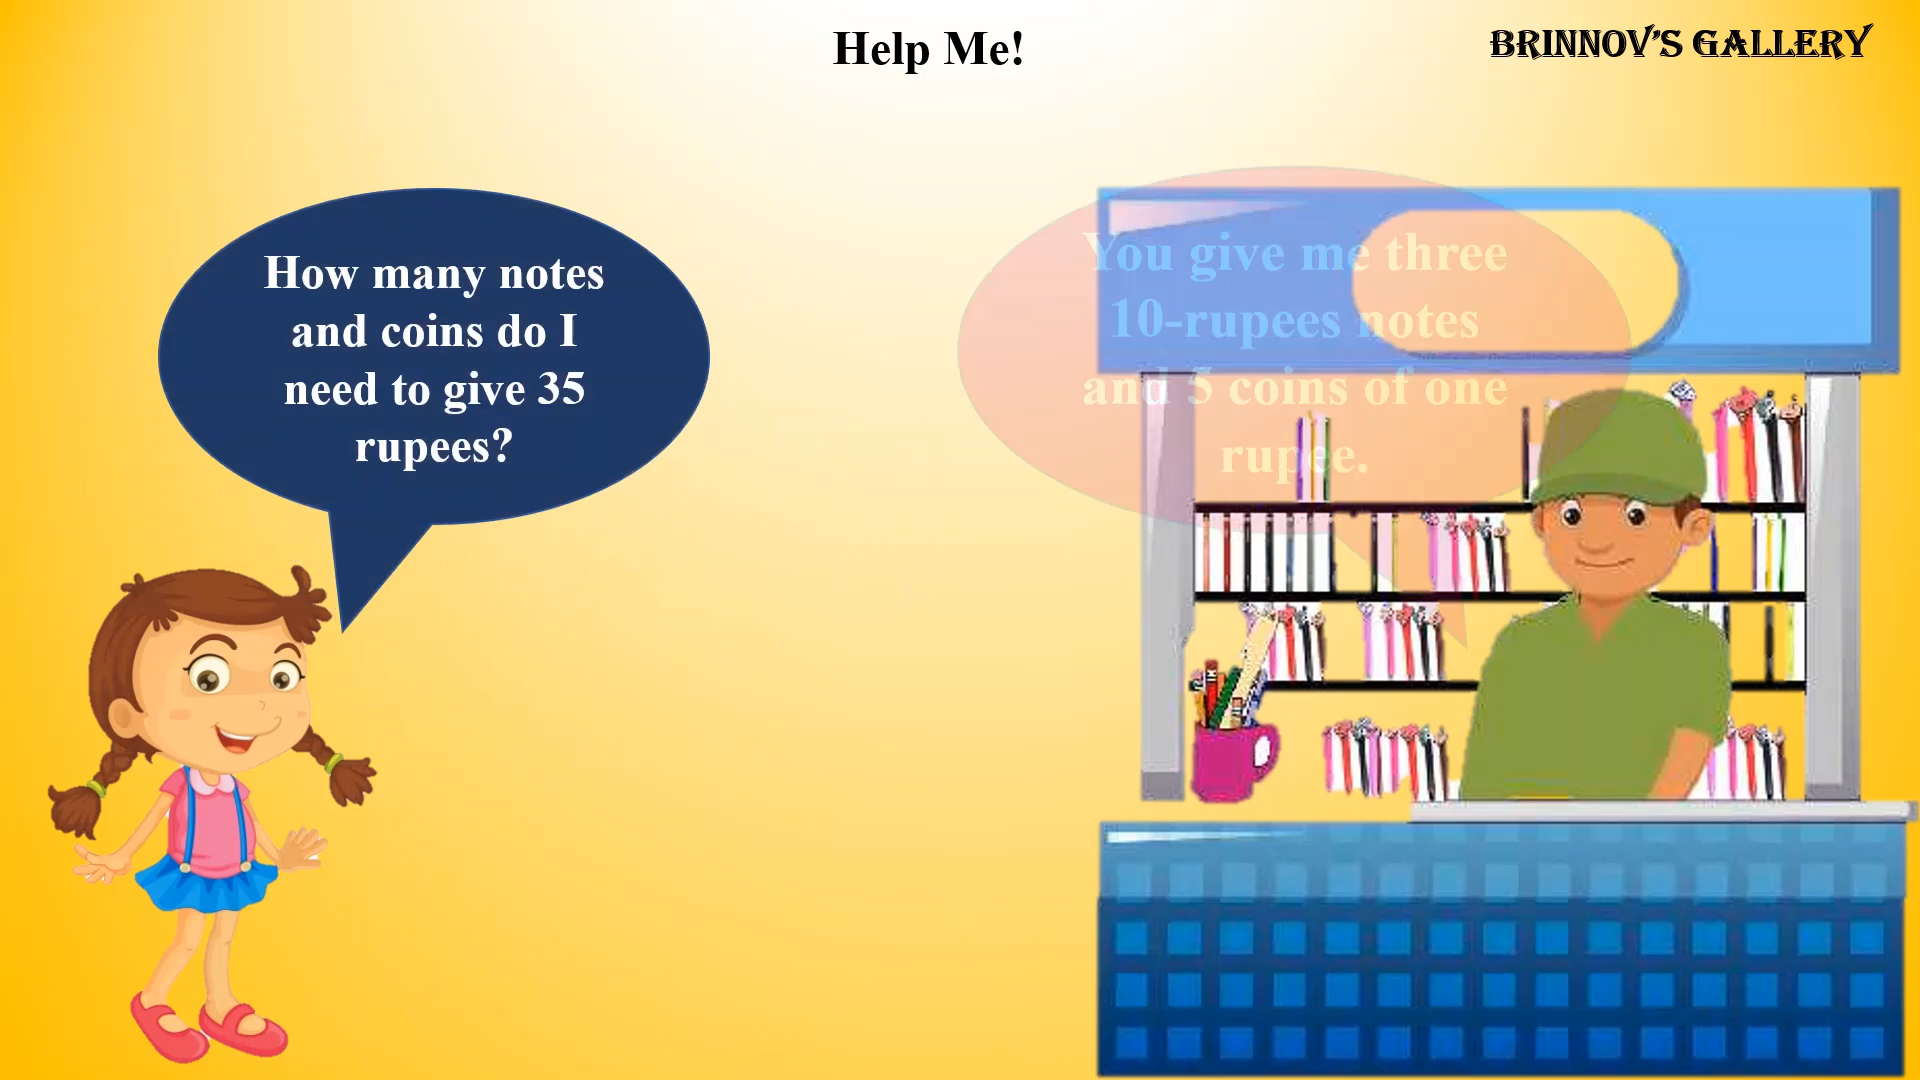 Help Me!
BRINNOV'S GALLERY
How many notes
and coins do I
need to give 35
rupees?
You give me three
10-rupees notes
and 5 coins of one
rupee.